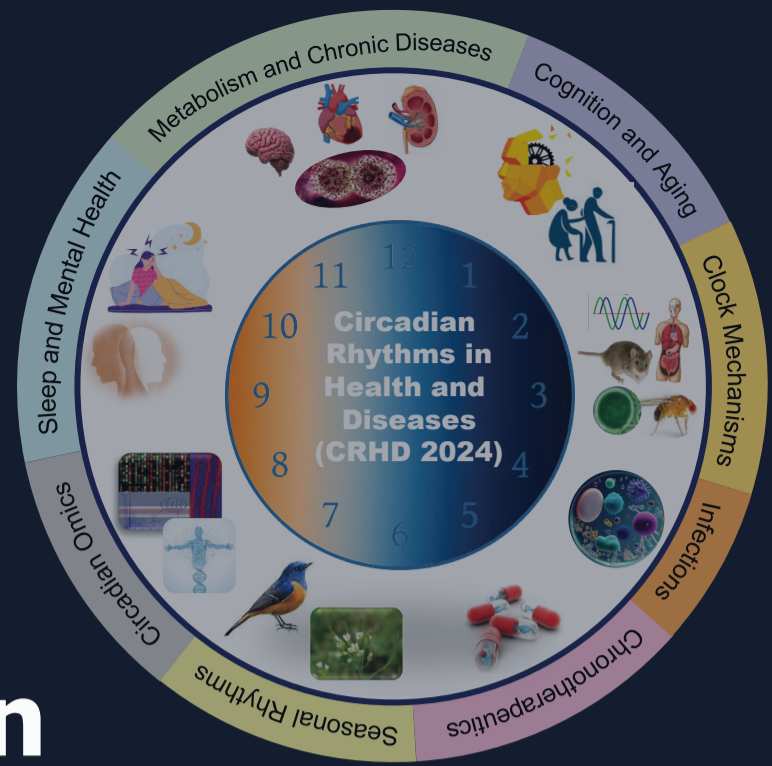 Metabolism and Chronic Diseases
Cognition and Aging
Clock Mechanisms
Infections
Chronotherapeutics
Seasonal Rhythms
Circadian Omics
Sleep and Mental Health
12
1
2
3
4
5
6
7
8
9
10
11
Circadian
Rhythms in
Health and
Diseases
(CRHD 2024)
n